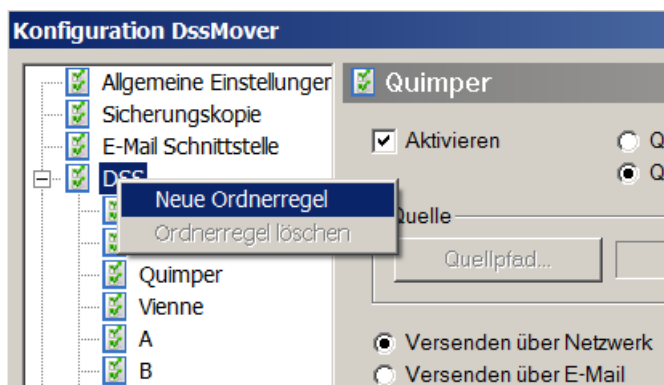 Konfiguration DssMover
Allgemeine Einstellunger
Quimper
Sicherungskopie
E-Mail Schnittstelle
Aktivieren
Q
Q
DSS
Neue Ordnerregel
Ordnerregel löschen
Quelle
Quellpfad...
Quimper
Vienne
A
B
Versenden über Netzwerk
Versenden über E-Mail